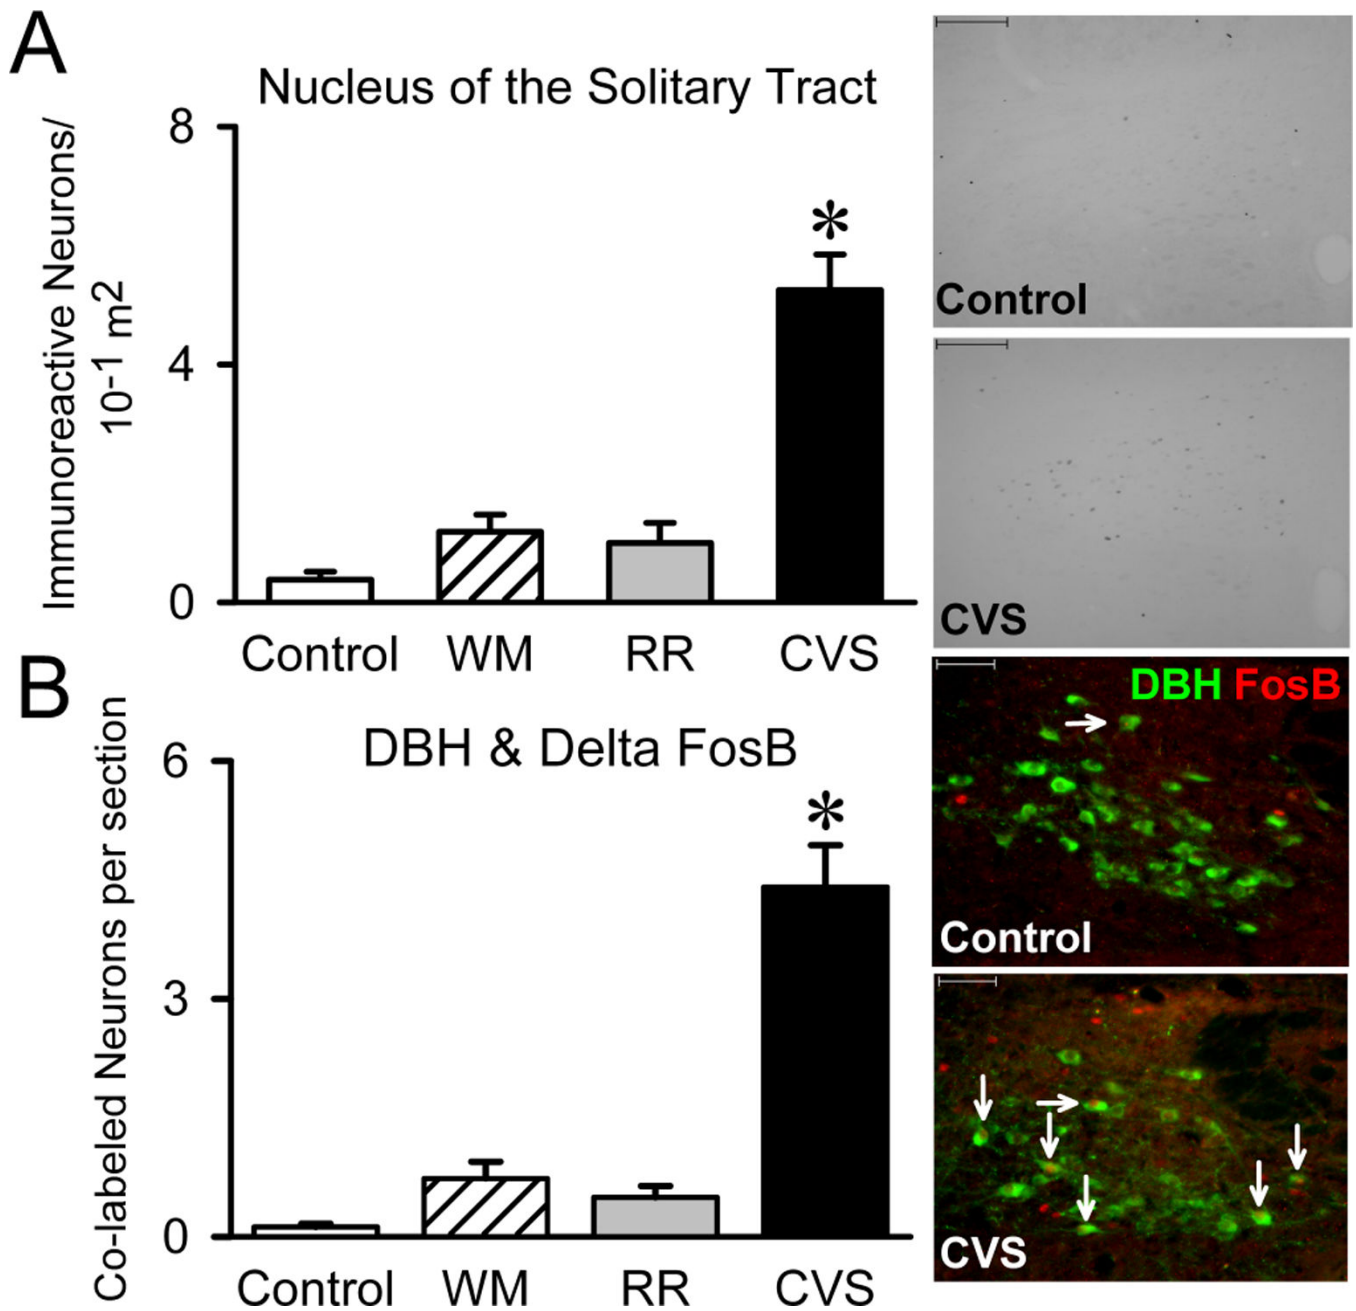 A
Nucleus of the Solitary Tract
Immunoreactive Neurons/
10-1 m2
8
4
0
*
Control WM RR CVS
Control
CVS
B
DBH & Delta FosB
Co-labeled Neurons per section
6
3
0
*
Control WM RR CVS
DBH FosB
Control
CVS